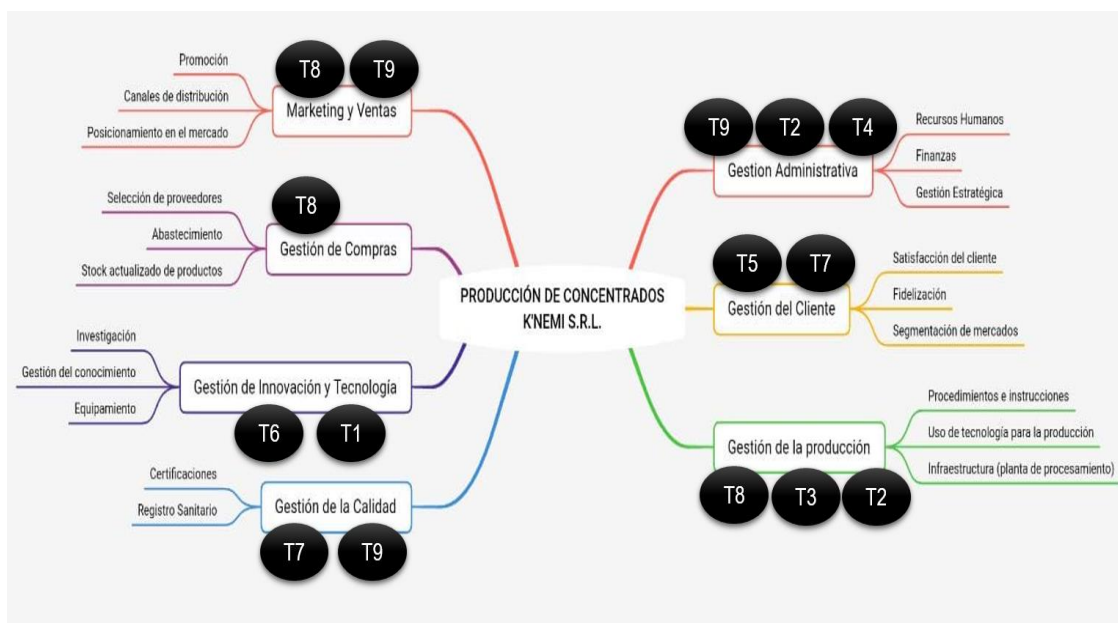 PRODUCCIÓN DE CONCENTRADOS
K'NEMI S.R.L.
T8 T9
Marketing y Ventas
Promoción
Canales de distribución
Posicionamiento en el mercado
T8
Gestión de Compras
Selección de proveedores
Abastecimiento
Stock actualizado de productos
Gestión de Innovación y Tecnología
T6 T1
Investigación
Gestión del conocimiento
Equipamiento
Gestión de la Calidad
T7 T9
Certificaciones
Registro Sanitario
T9 T2 T4
Gestion Administrativa
Recursos Humanos
Finanzas
Gestión Estratégica
T5 T7
Gestión del Cliente
Satisfacción del cliente
Fidelización
Segmentación de mercados
Gestión de la producción
T8 T3 T2
Procedimientos e instrucciones
Uso de tecnología para la producción
Infraestructura (planta de procesamiento)